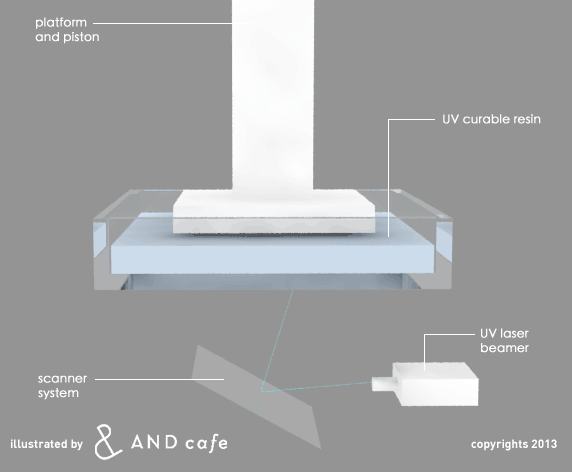 platform
and piston
UV curable resin
UV laser
beamer
scanner
system
illustrated by & AND cafe
copyrights 2013